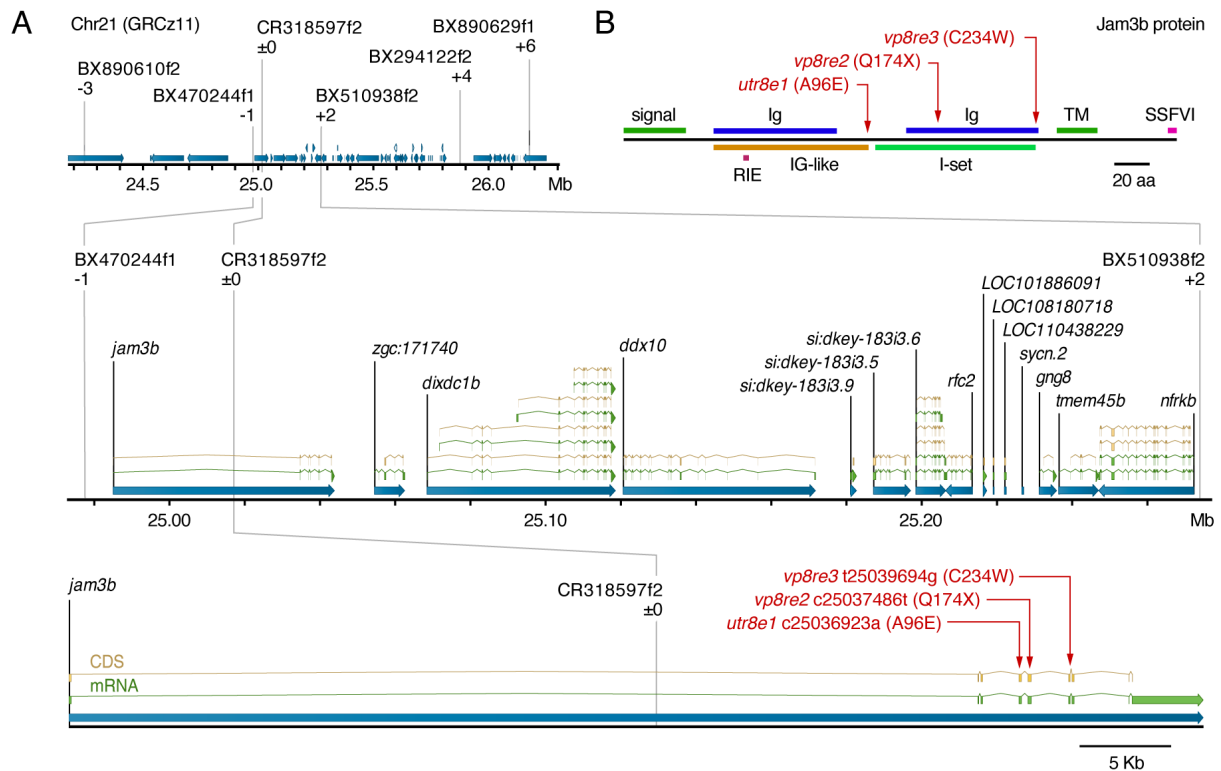 A
Chr21 (GRCz11)
CR318597f2
±0
BX890629f1
+6
BX294122f2
+4
BX890610f2
-3
BX470244f1
-1
BX510938f2
+2
24.5 25.0 25.5 26.0 Mb
B
Jam3b protein
vp8re3 (C234W)
vp8re2 (Q174X)
utr8e1 (A96E)
signal Ig Ig TM SSFVI
RIE IG-like I-set
20 aa
BX470244f1
-1
CR318597f2
±0
BX510938f2
+2
LOC101886091
LOC108180718
LOC110438229
jam3b zgc:171740 ddx10 si:dkey-183i3.6 sycn.2
si:dkey-183i3.5
dixdc1b si:dkey-183i3.9 rfc2 gng8
tmem45b nfrkb
25.00 25.10 25.20 Mb
jam3b
CR318597f2
±0
vp8re3 t25039694g (C234W)
vp8re2 c25037486t (Q174X)
utr8e1 c25036923a (A96E)
CDS
mRNA
5 Kb